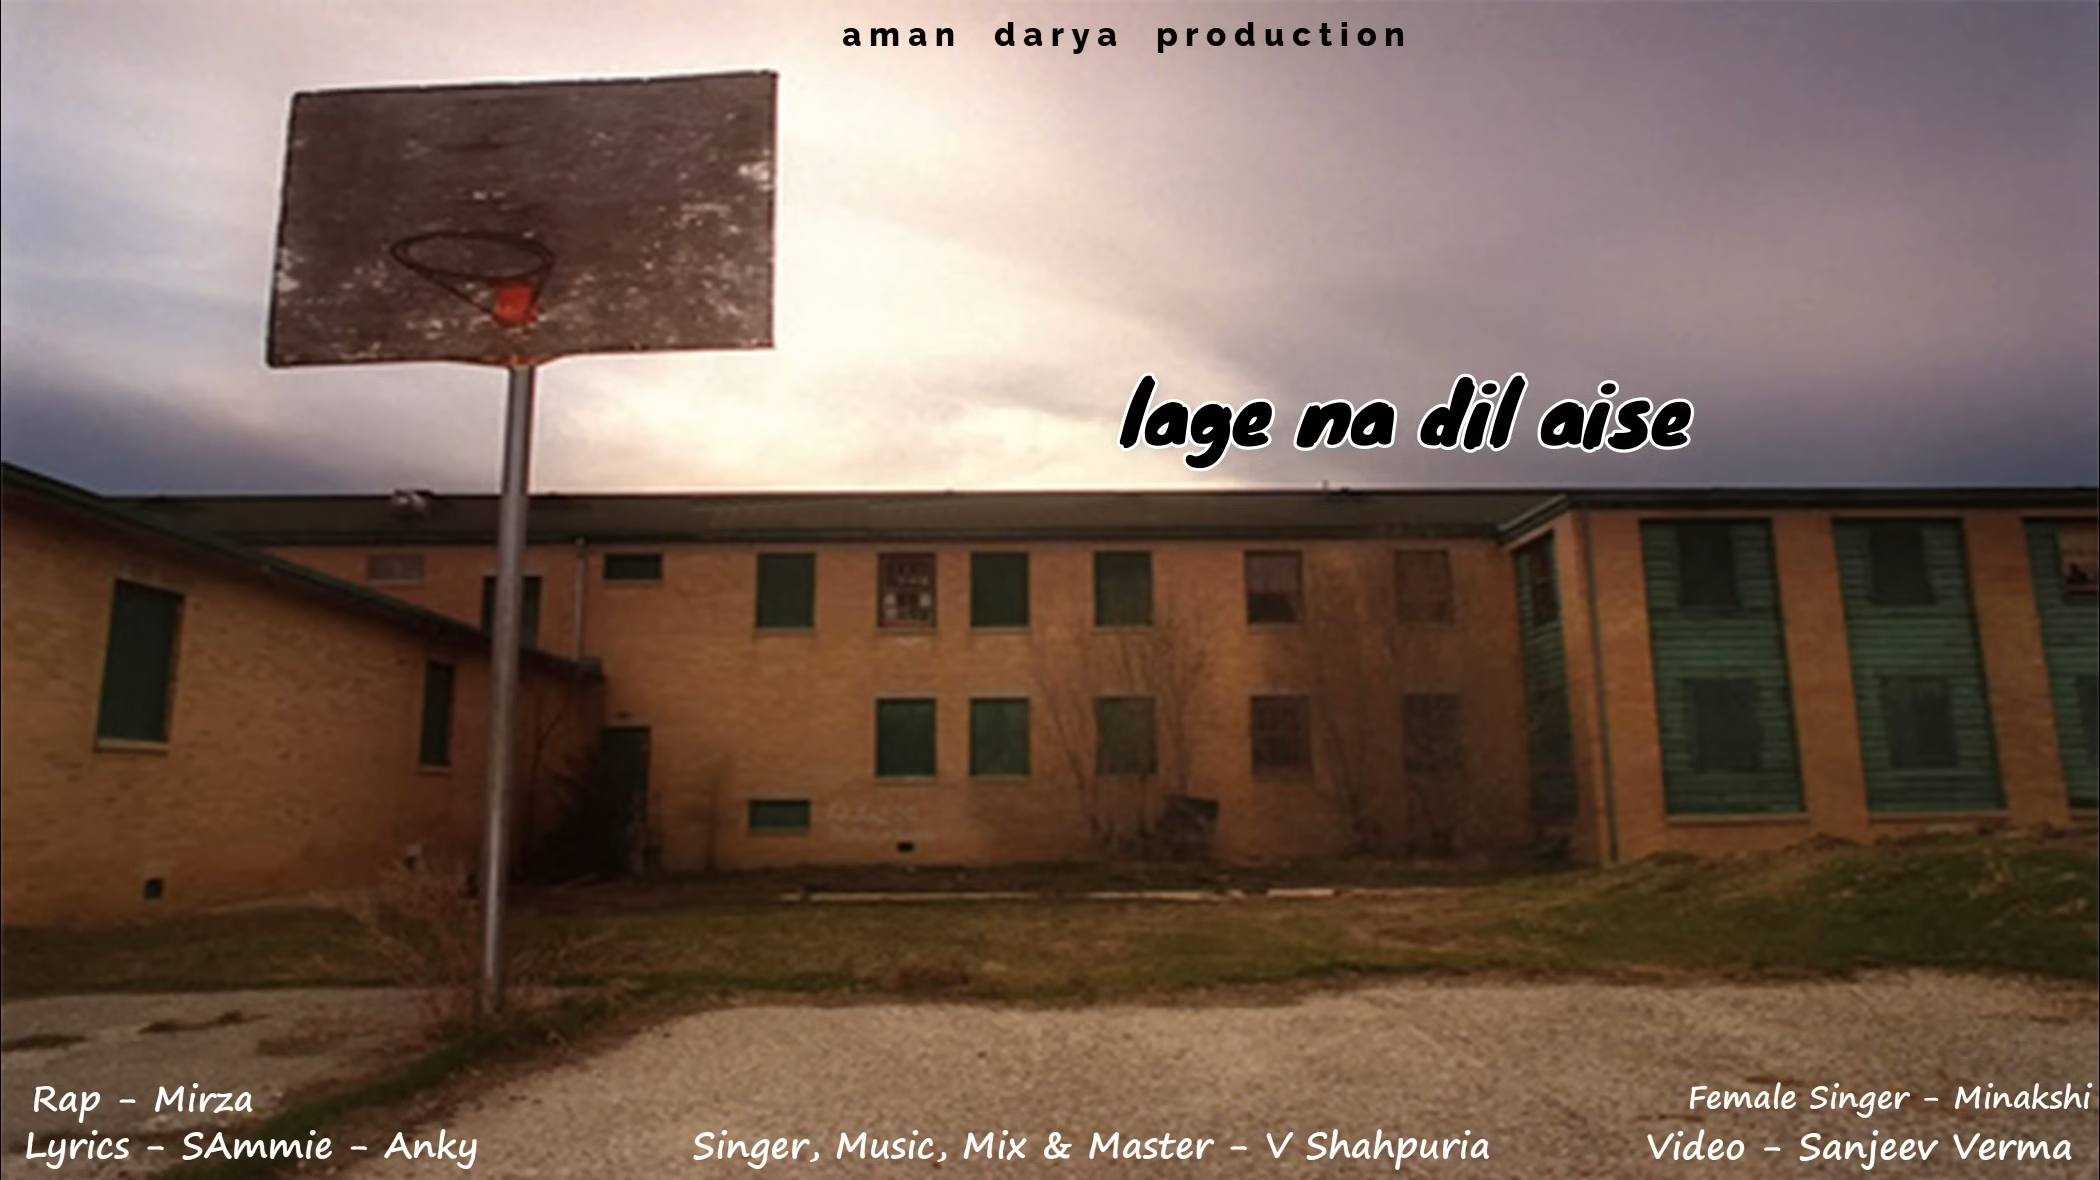 aman darya production
lage na dil aise
Rap - Mirza
Female Singer - Minakshi
Lyrics - SAmmie - Anky
Singer, Music, Mix & Master - V Shahpuria
Video - Sanjeev Verma